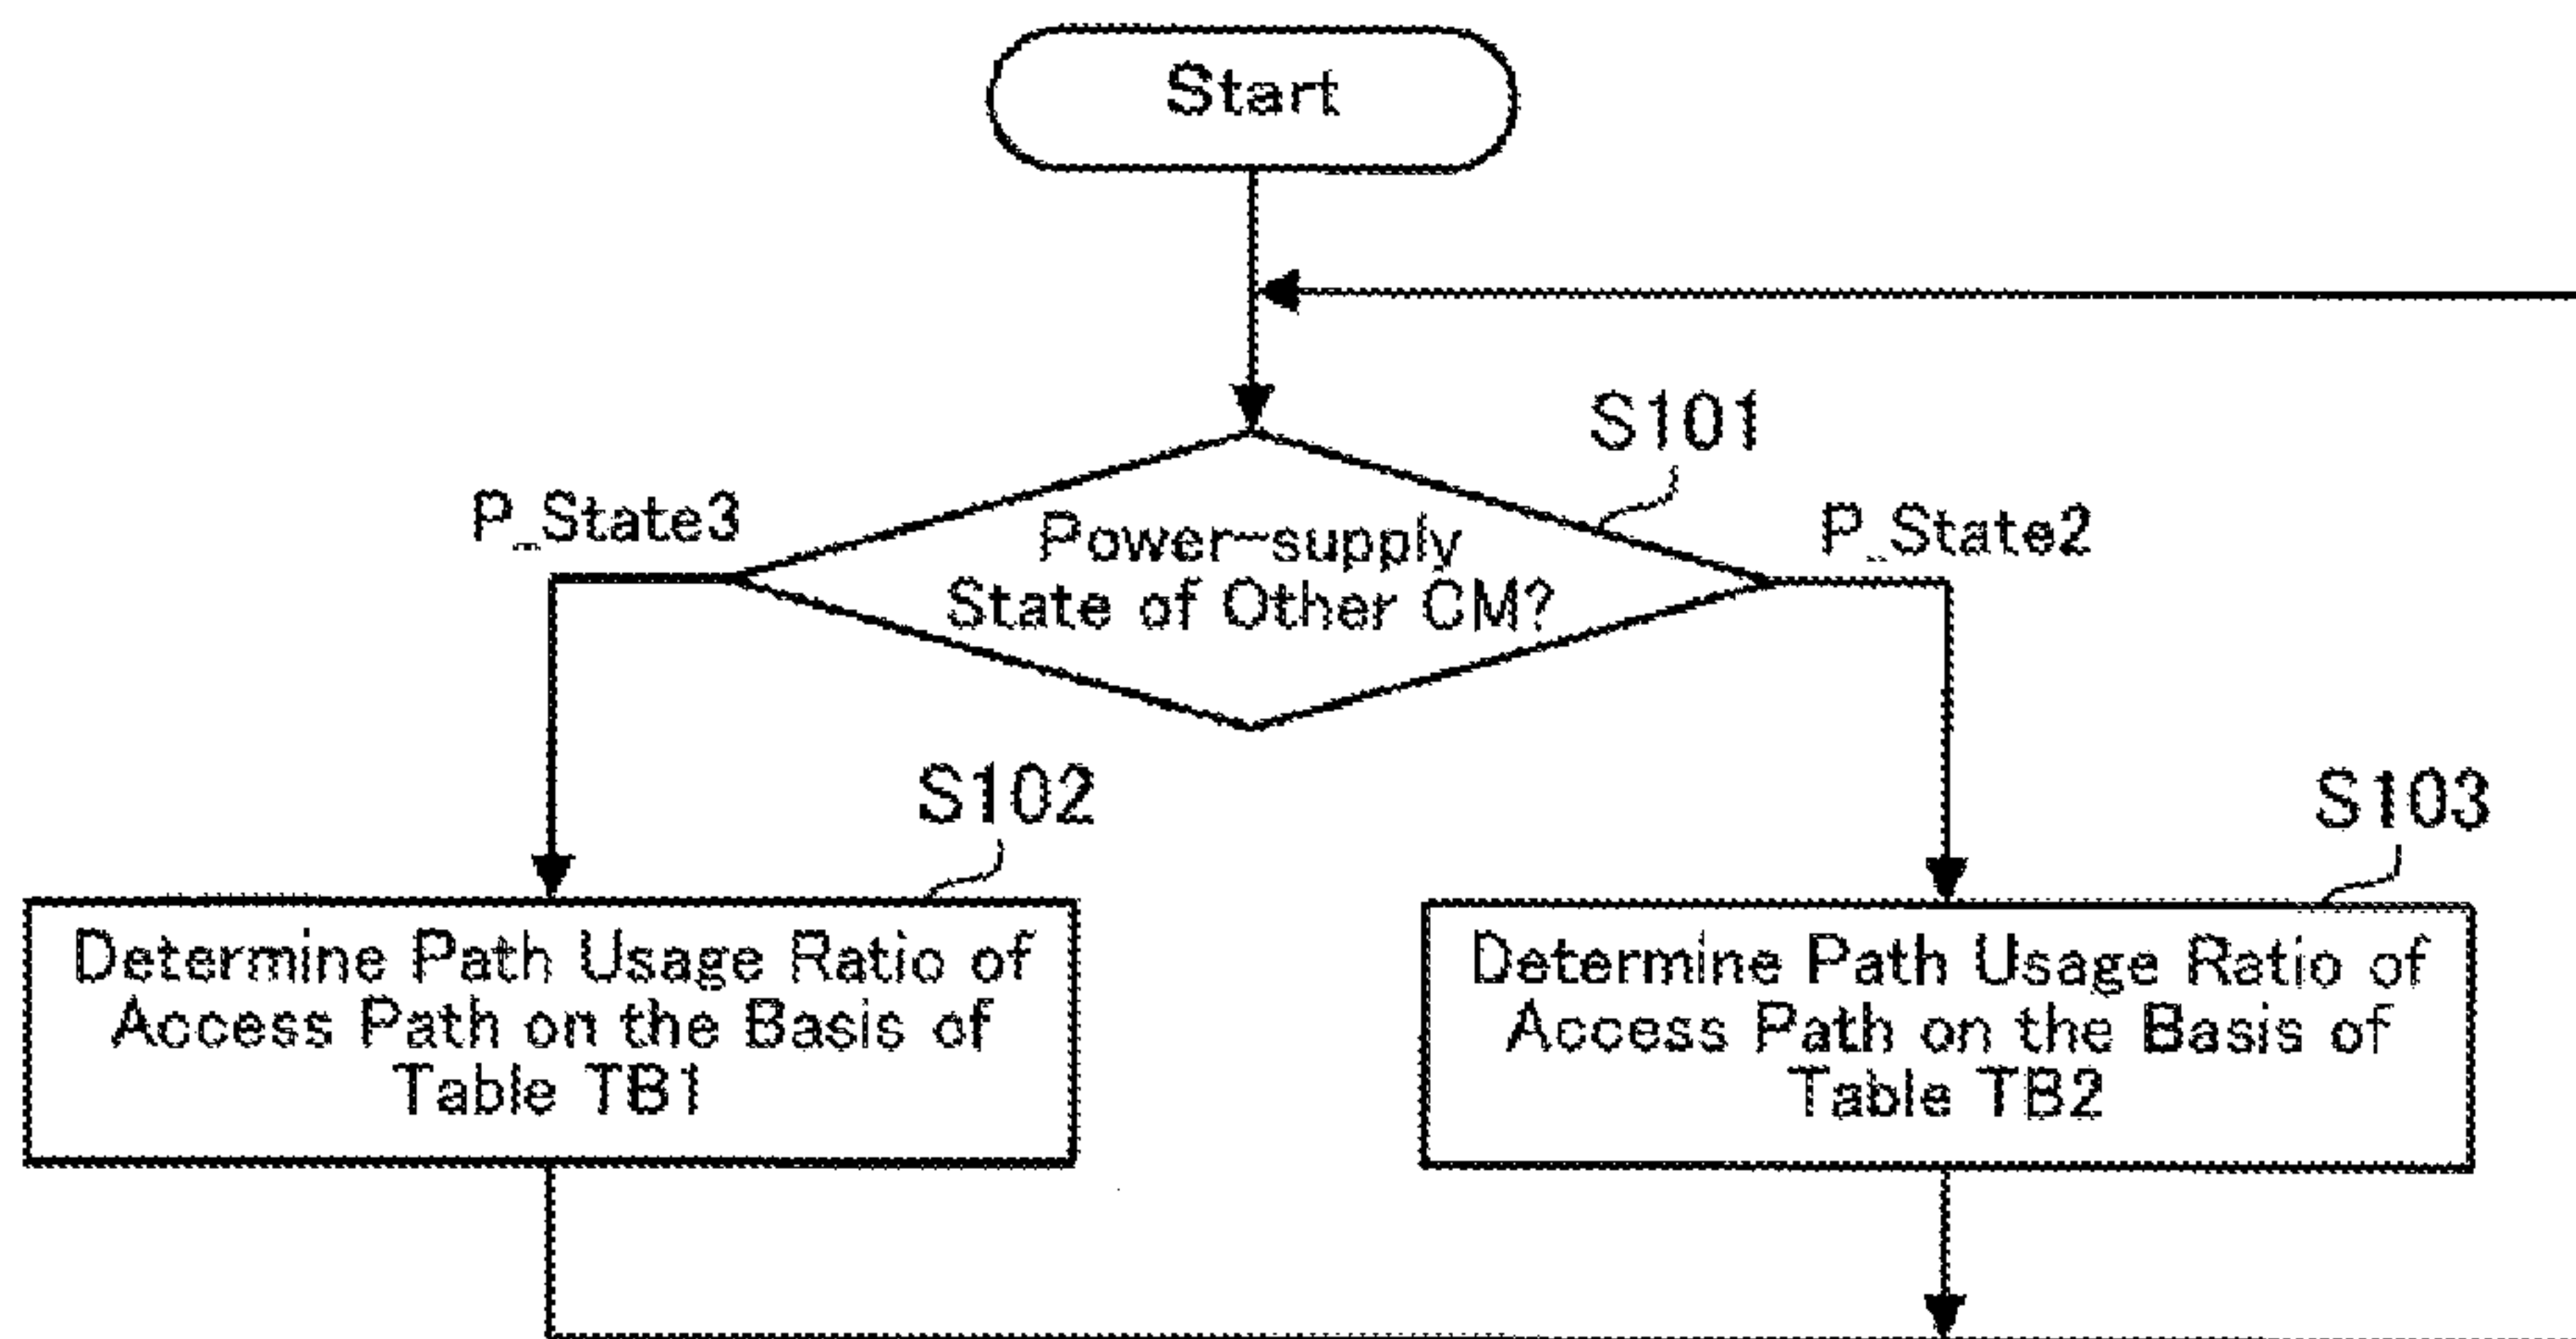 Start
S101
P_State3
Power-supply
State of Other CM?
P_State2
S102
S103
Determine Path Usage Ratio of
Access Path on the Basis of
Table TB1
Determine Path Usage Ratio of
Access Path on the Basis of
Table TB2